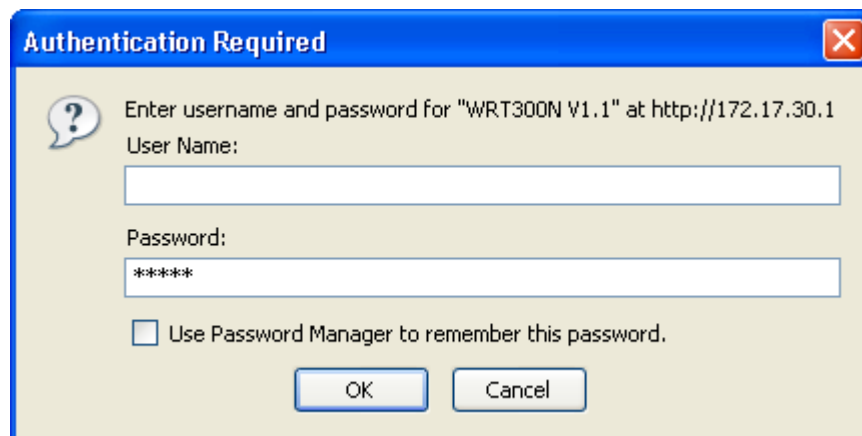 Authentication Required
Enter username and password for "WRT300N V1.1" at http://172.17.30.1
User Name:
Password:
*****
Use Password Manager to remember this password.
OK
Cancel